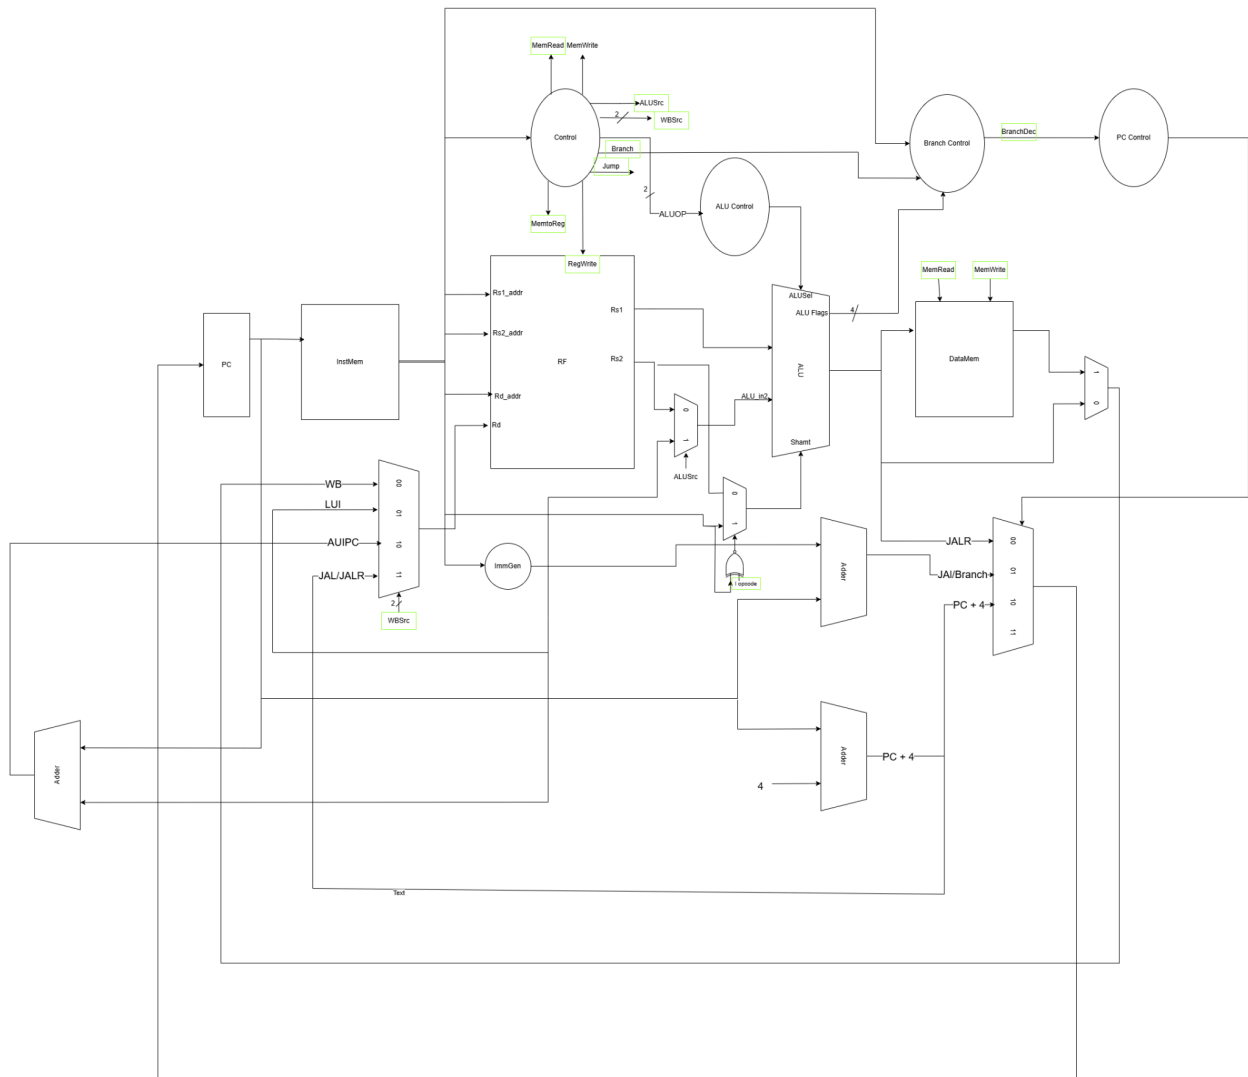 MemRead
MemWrite
ALUSrc
2
WBSrc
Control
Branch
Jump
2
ALUOP
MemtoReg
ALU Control
Branch Control
BranchDec
PC Control
RegWrite
Rs1_addr
Rs2_addr
RF
Rd_addr
Rd
Rs1
Rs2
PC
InstMem
ALUSel
ALU Flags
4
ALU
ALU_in2
Shamt
MemRead
MemWrite
DataMem
1
0
0
1
ALUSrc
0
1
I opcode
WB
LUI
AUIPC
JAL/JALR
00
01
10
11
2
WBSrc
ImmGen
Adder
JALR
JAl/Branch
PC + 4
00
01
10
11
Adder
Adder
4
PC + 4
Text